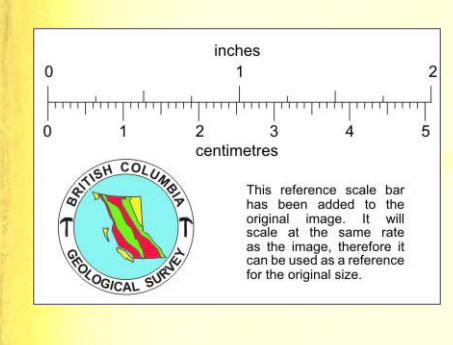 inches
0 1 2
0 1 2 3 4 5
centimetres
BRITISH COLUMBIA
GEOLOGICAL SURVEY
This reference scale bar
has been added to the
original image. It will
scale at the same rate
as the image, therefore it
can be used as a reference
for the original size.